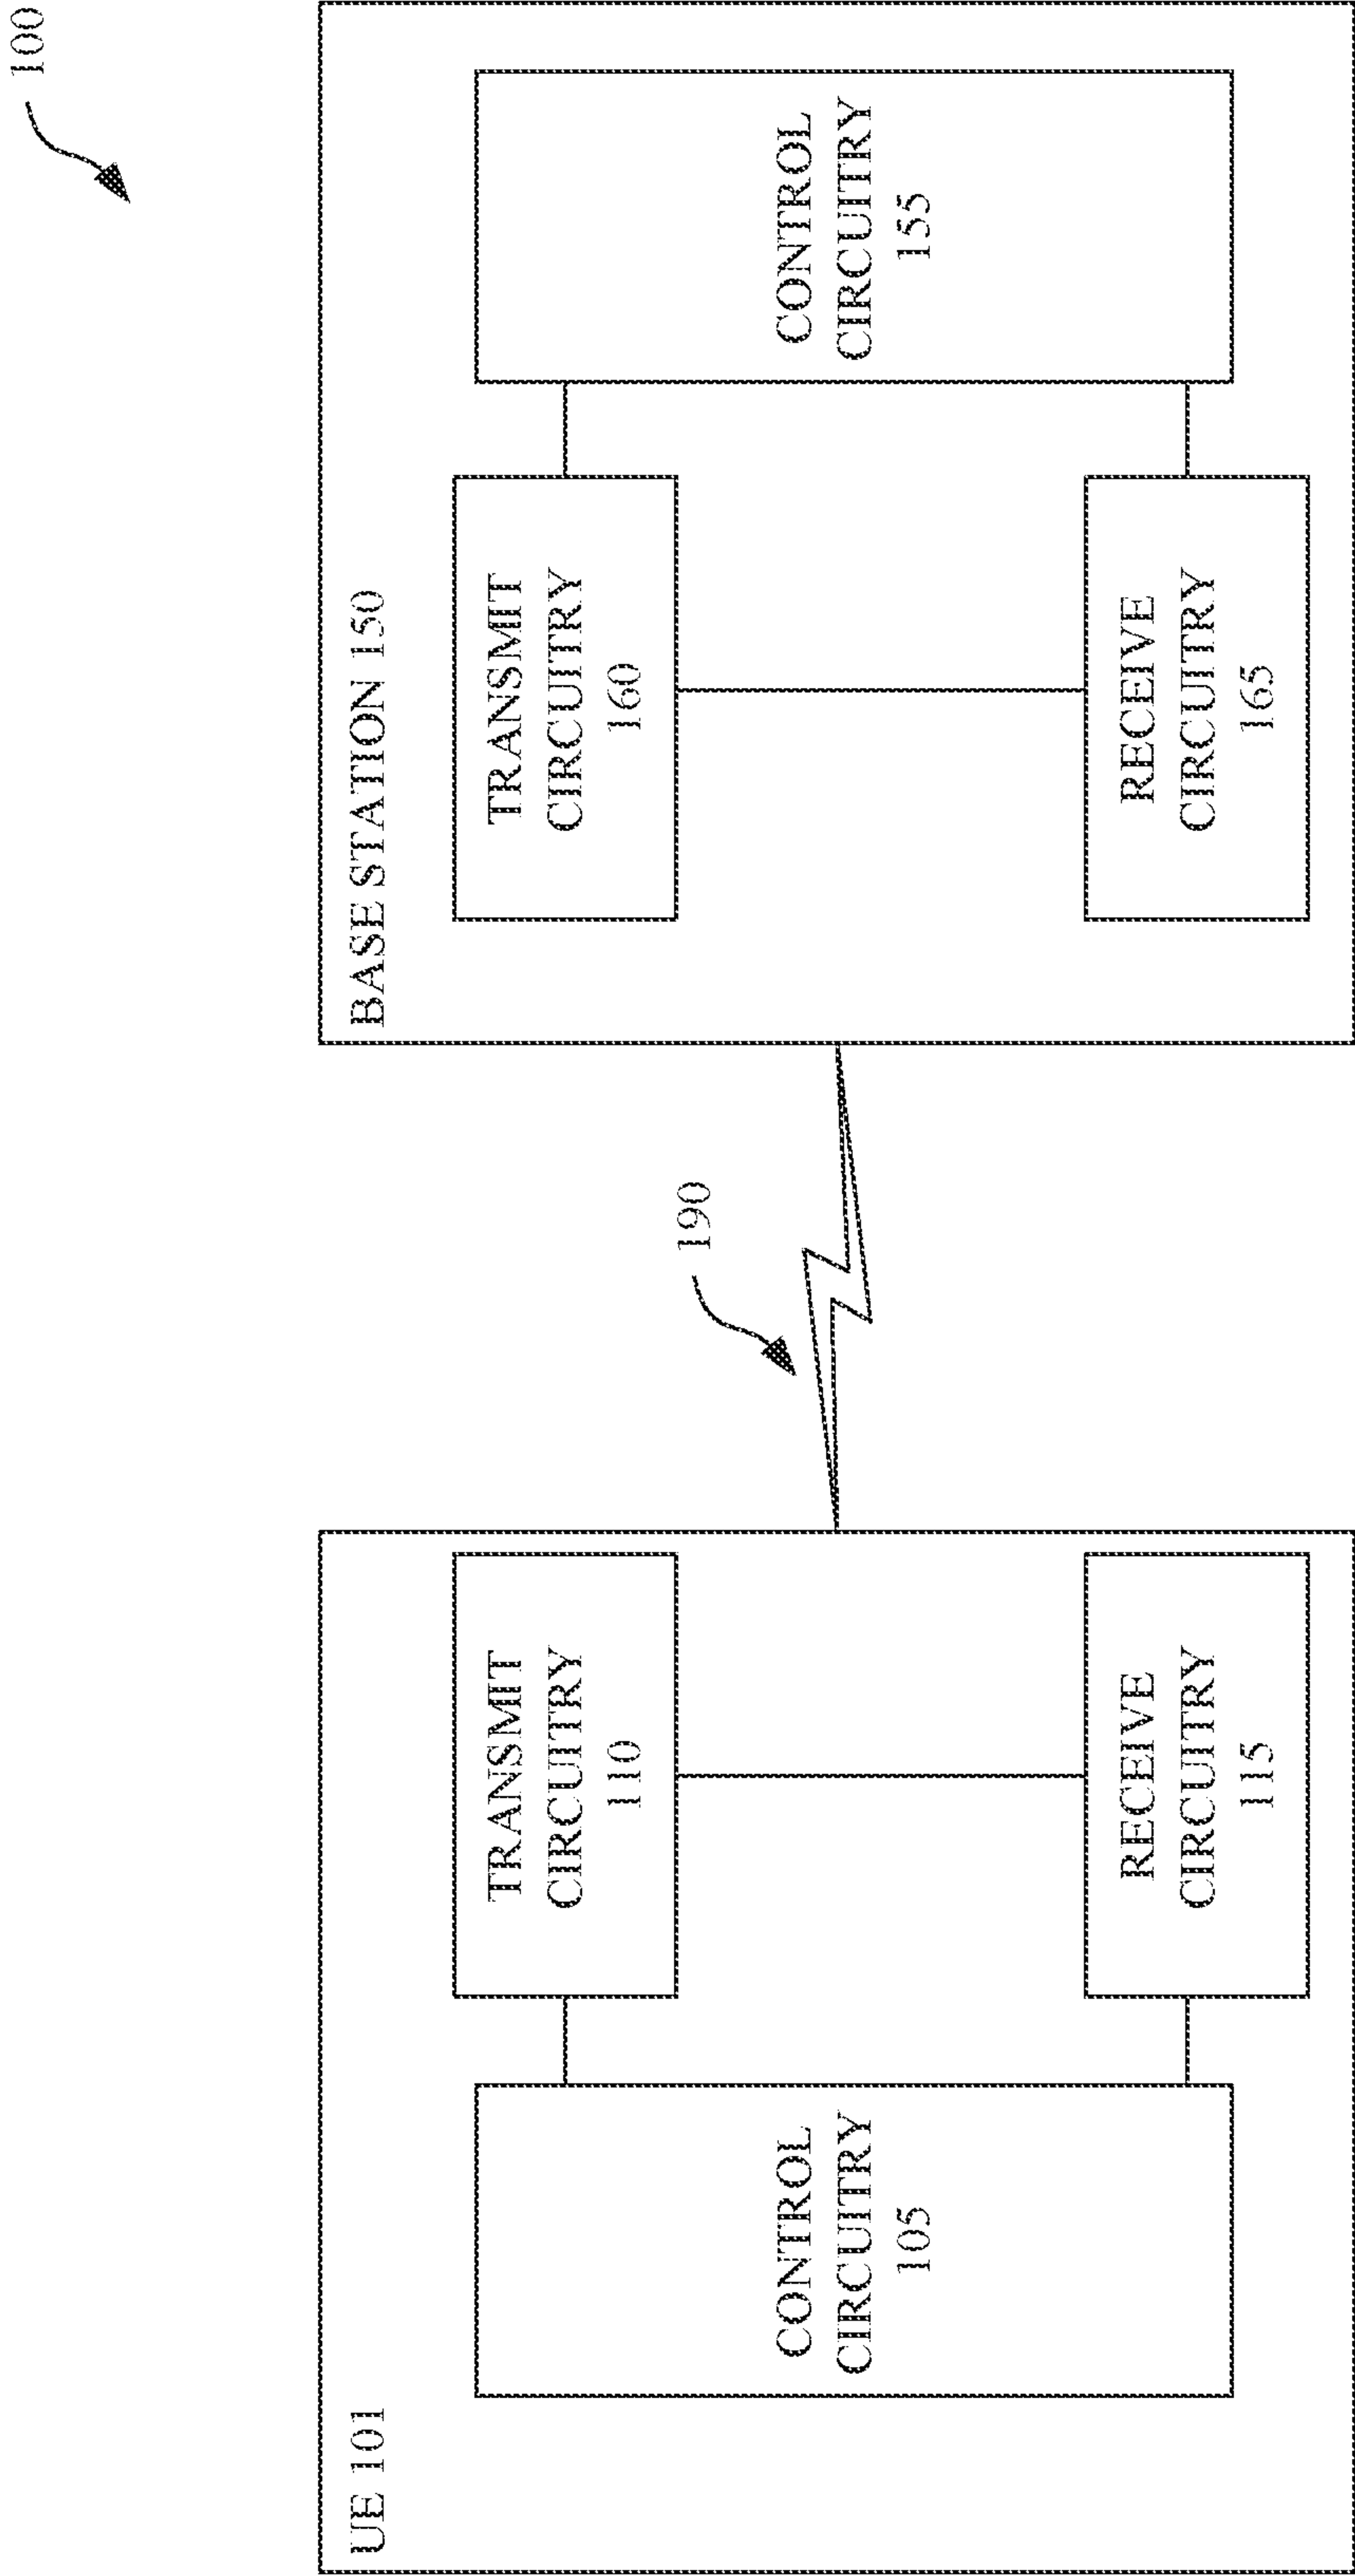 100
UE 101
CONTROL
CIRCUITRY
105
TRANSMIT
CIRCUITRY
110
RECEIVE
CIRCUITRY
115
190
BASE STATION 150
TRANSMIT
CIRCUITRY
160
RECEIVE
CIRCUITRY
165
CONTROL
CIRCUITRY
155